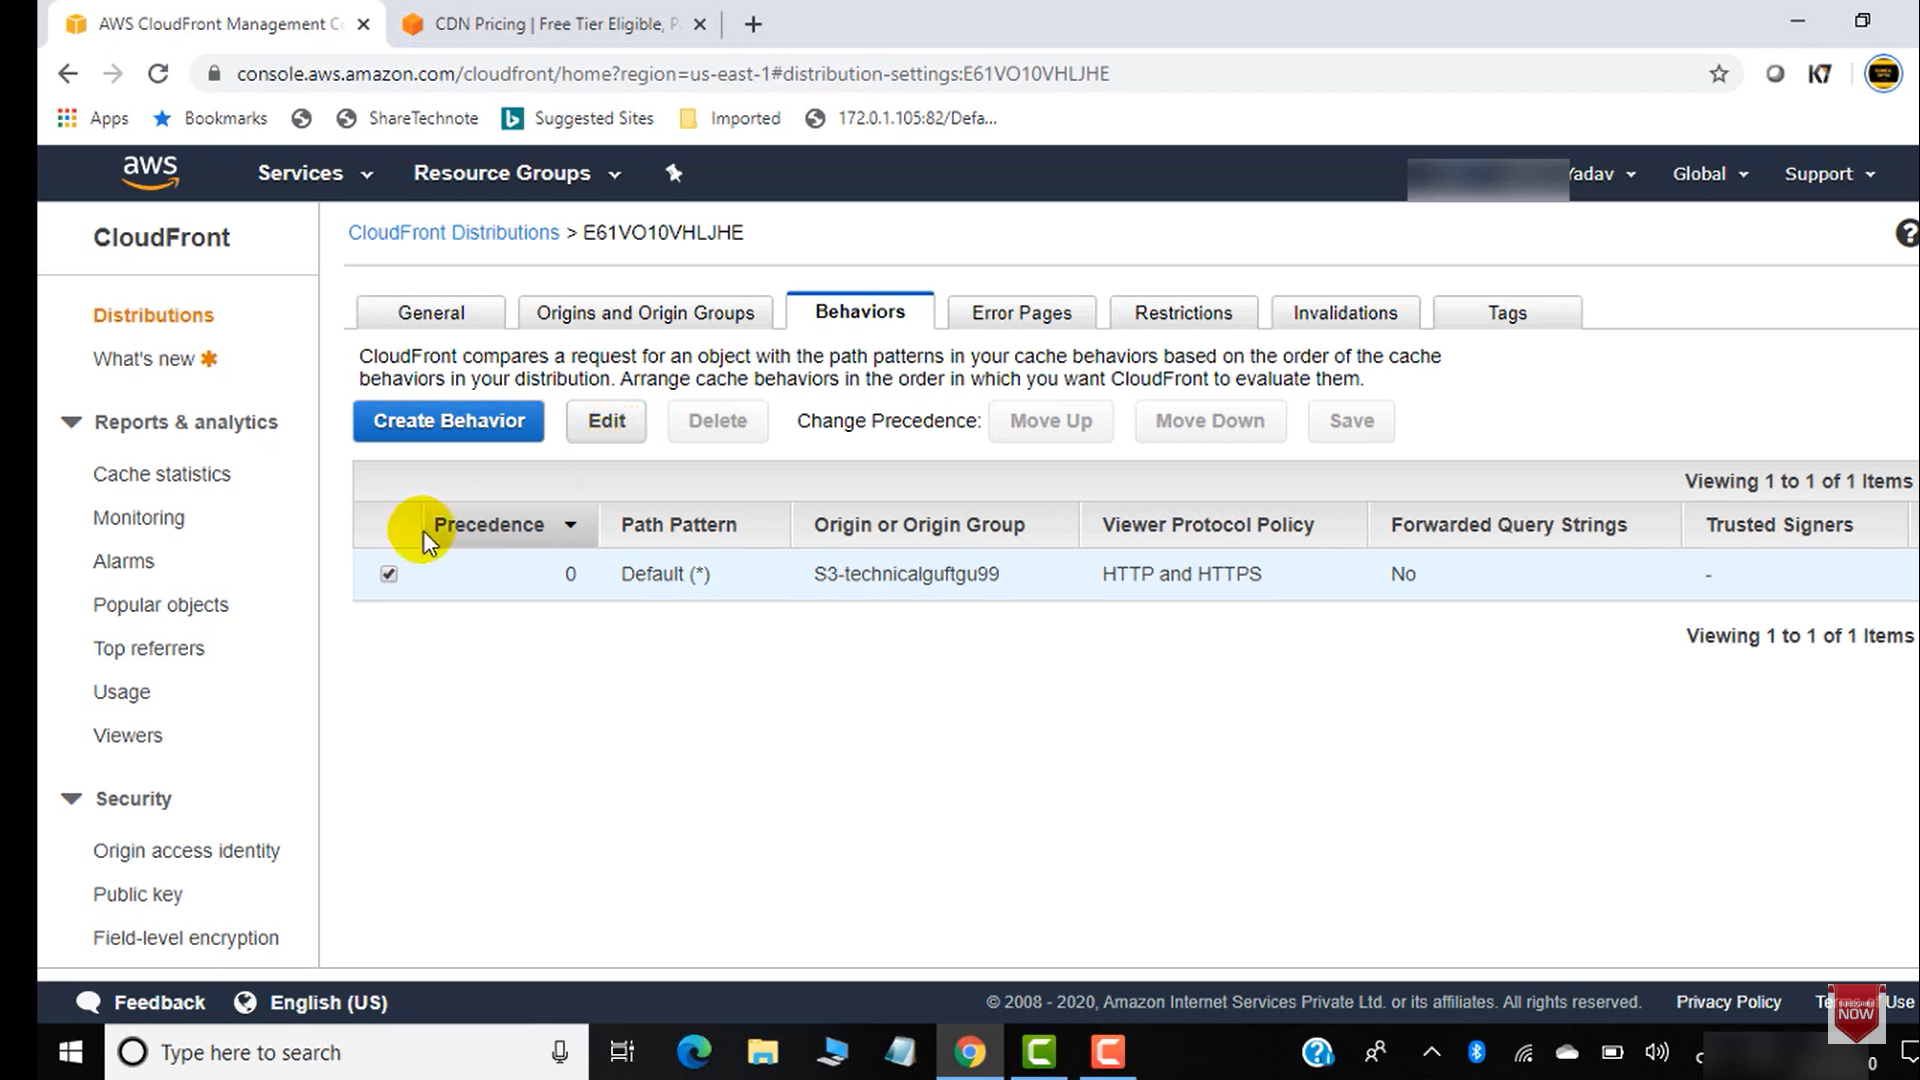 AWS CloudFront Management Co
CDN Pricing | Free Tier Eligible, P
console.aws.amazon.com/cloudfront/home?region=us-east-1#distribution-settings:E61VO10VHLJHE
K7
Apps
Bookmarks
ShareTechnote
Suggested Sites
Imported
172.0.1.105:82/Defa...
aws
Services
Resource Groups
Yadav
Global
Support
CloudFront
CloudFront Distributions > E61VO10VHLJHE
Distributions
What's new
Reports & analytics
Cache statistics
Monitoring
Alarms
Popular objects
Top referrers
Usage
Viewers
Security
Origin access identity
Public key
Field-level encryption
General
Origins and Origin Groups
Behaviors
Error Pages
Restrictions
Invalidations
Tags
CloudFront compares a request for an object with the path patterns in your cache behaviors based on the order of the cache
behaviors in your distribution. Arrange cache behaviors in the order in which you want CloudFront to evaluate them.
Create Behavior
Edit
Delete
Change Precedence:
Move Up
Move Down
Save
Viewing 1 to 1 of 1 Items
Precedence
Path Pattern
Origin or Origin Group
Viewer Protocol Policy
Forwarded Query Strings
Trusted Signers
0
Default (*)
S3-technicalguftgu99
HTTP and HTTPS
No
-
Viewing 1 to 1 of 1 Items
Feedback
English (US)
© 2008 - 2020, Amazon Internet Services Private Ltd. or its affiliates. All rights reserved.
Privacy Policy
Use
SUBSCRIBE
NOW
Type here to search
0